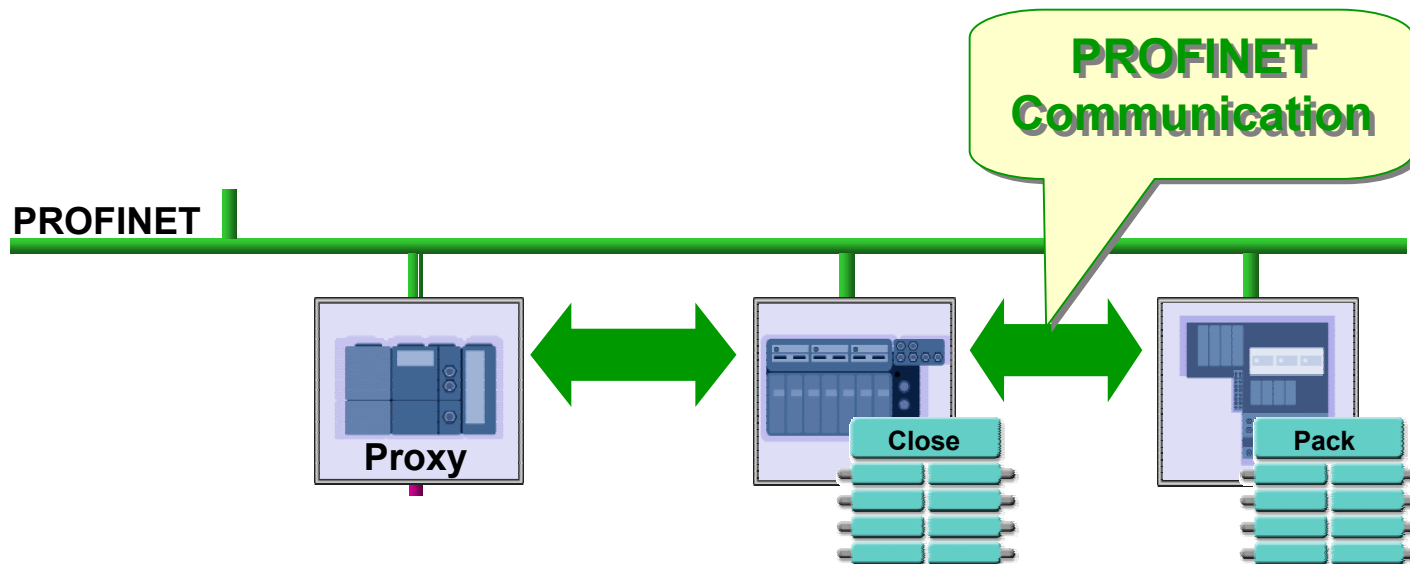 PROFINET
Communication
PROFINET
Proxy
Close
Pack